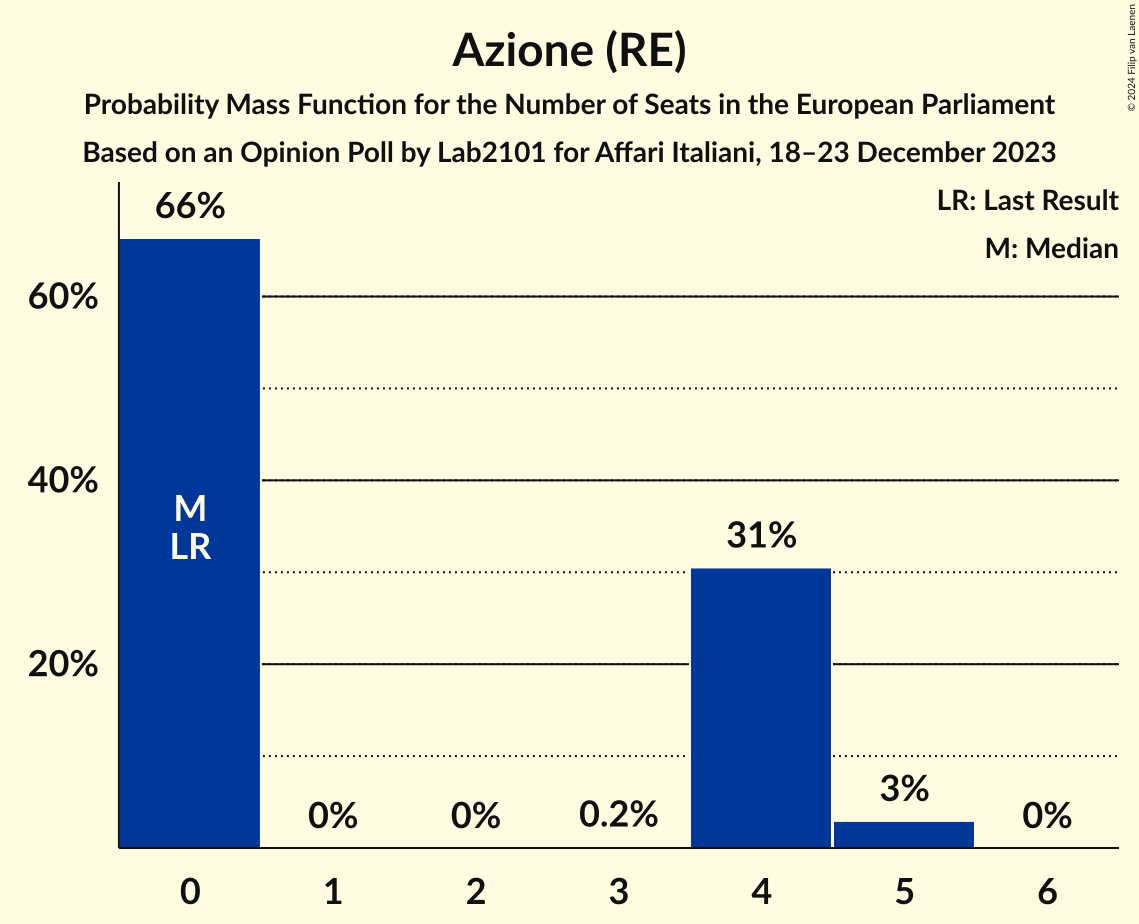 Azione (RE)
Probability Mass Function for the Number of Seats in the European Parliament
Based on an Opinion Poll by Lab2101 for Affari Italiani, 18–23 December 2023
© 2024 Filip van Laenen
LR: Last Result
M: Median
66%
60%
40%
20%
M
LR
0%
0%
0.2%
31%
3%
0%
0
1
2
3
4
5
6